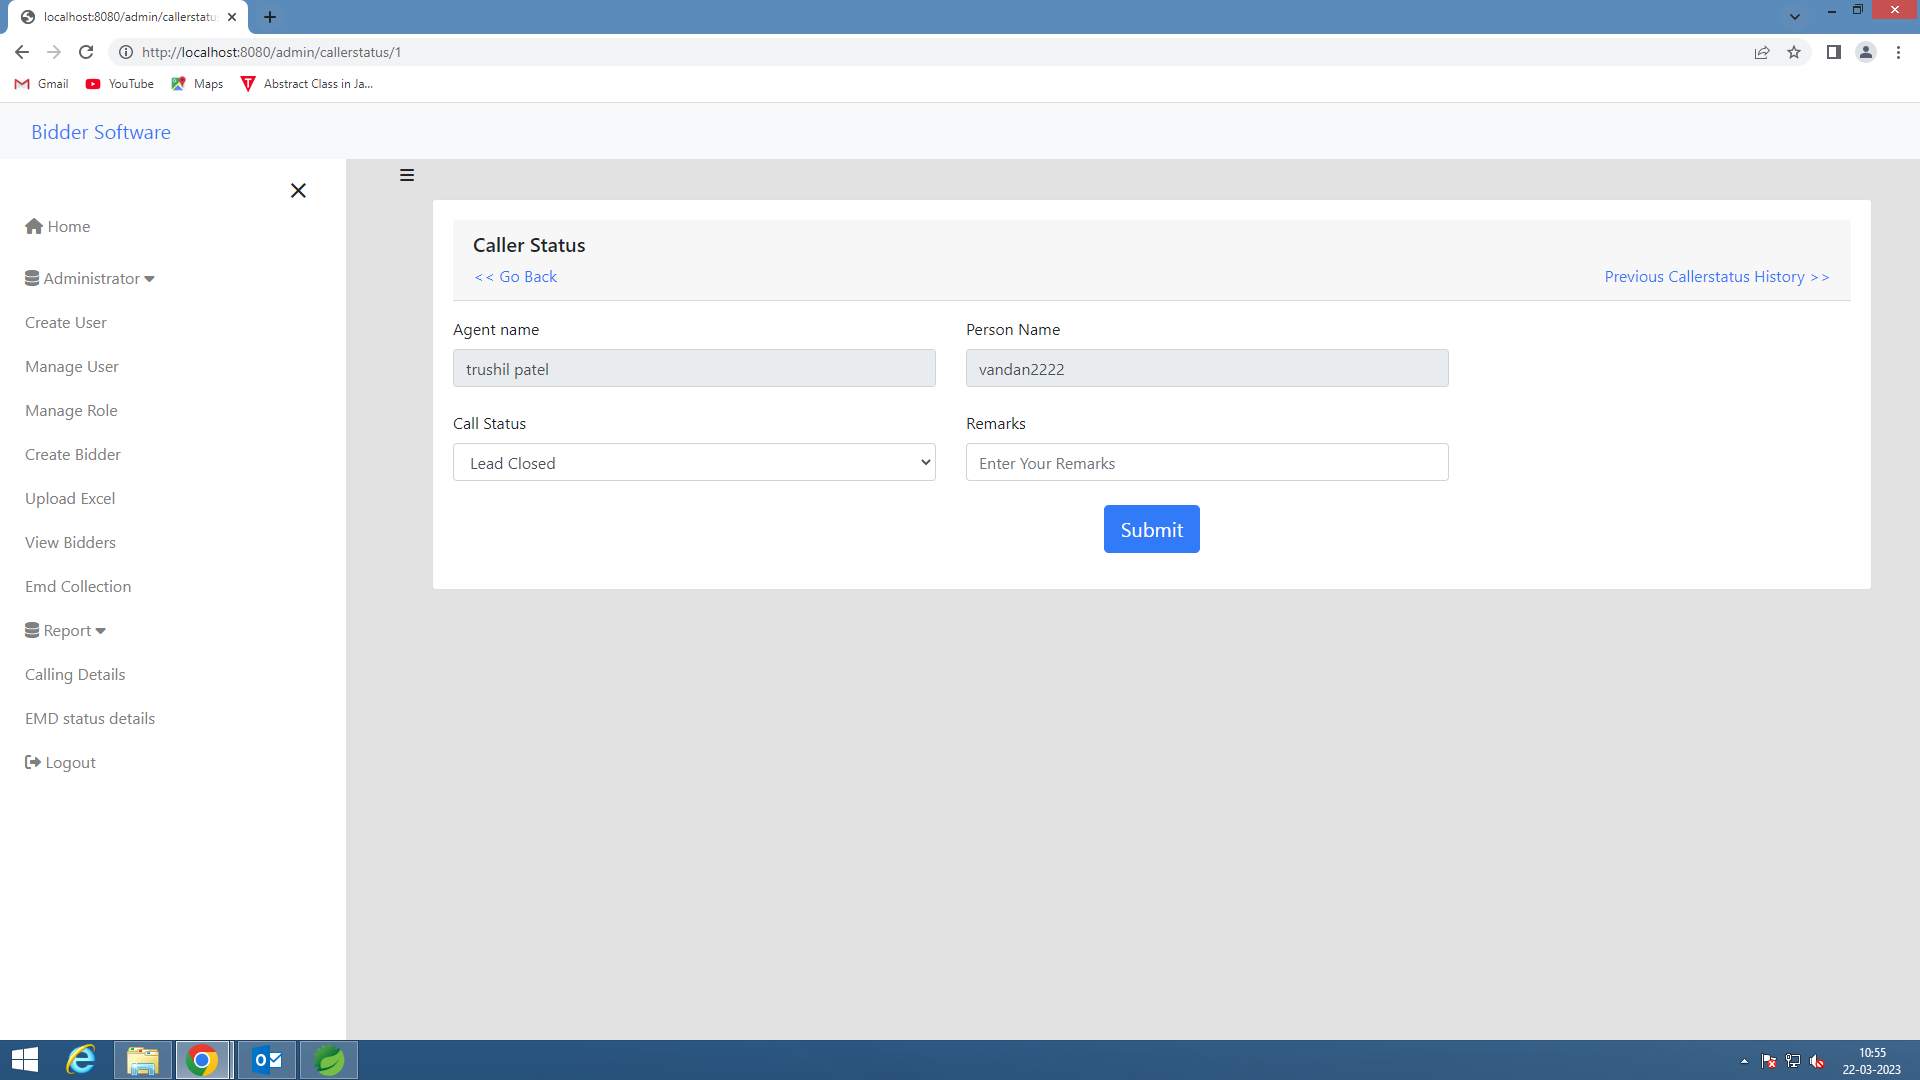 localhost:8080/admin/callerstatu
http://localhost:8080/admin/callerstatus/1
Gmail YouTube Maps Abstract Class in Ja...
Bidder Software
Home
Administrator
Create User
Manage User
Manage Role
Create Bidder
Upload Excel
View Bidders
Emd Collection
Report
Calling Details
EMD status details
Logout
Caller Status
<< Go Back Previous Callerstatus History >>
Agent name Person Name
trushil patel vandan2222
Call Status Remarks
Lead Closed Enter Your Remarks
Submit
10:55
22-03-2023